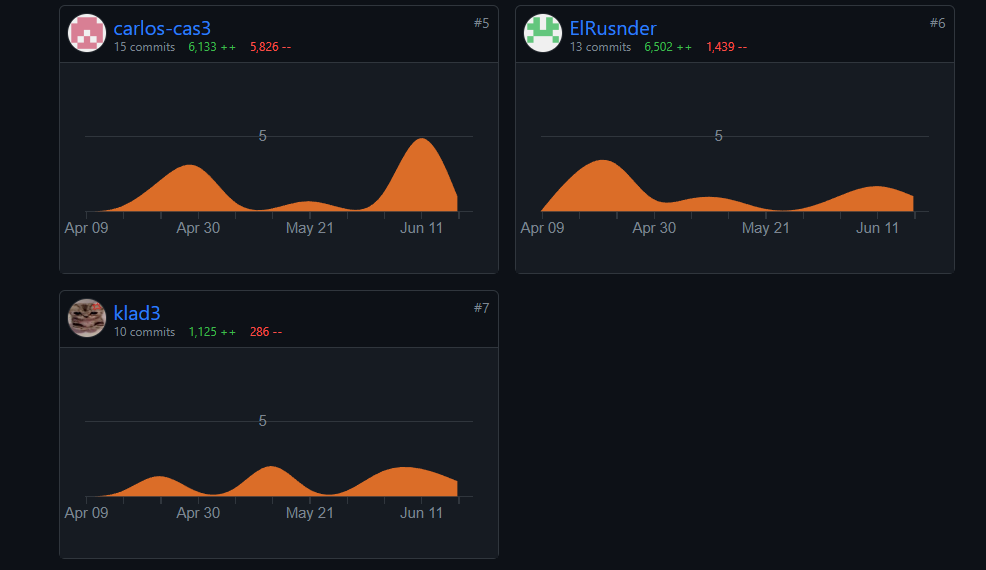 carlos-cas3 #5
15 commits 6,133 ++ 5,826 --
5
Apr 09 Apr 30 May 21 Jun 11
ElRusnder #6
13 commits 6,502 ++ 1,439 --
5
Apr 09 Apr 30 May 21 Jun 11
klad3 #7
10 commits 1,125 ++ 286 --
5
Apr 09 Apr 30 May 21 Jun 11